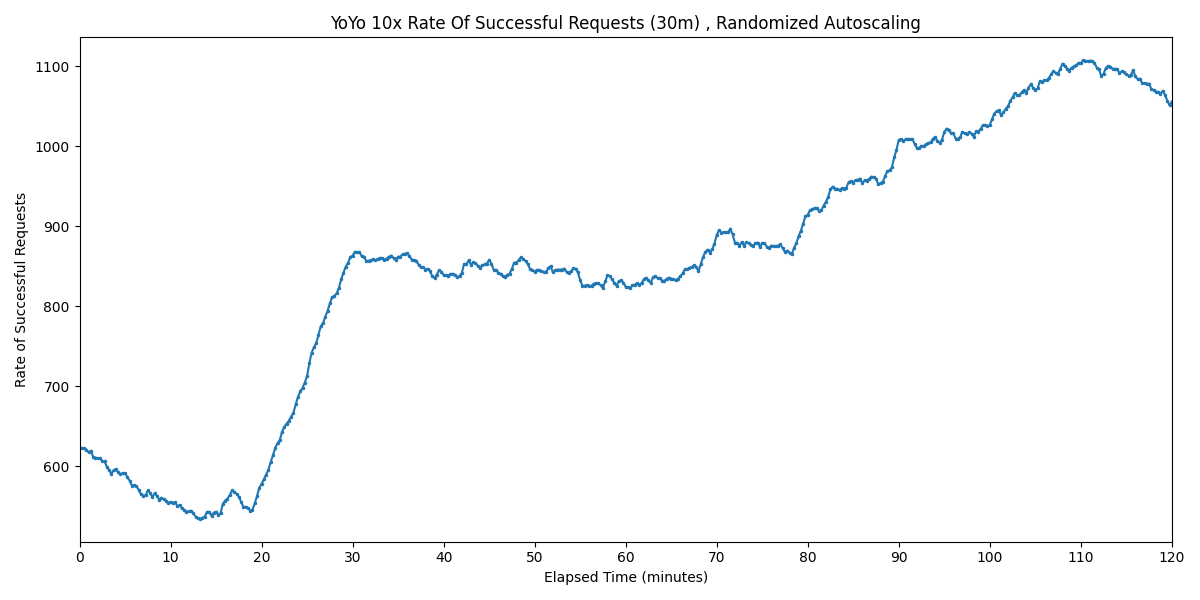 YoYo 10x Rate Of Successful Requests (30m) , Randomized Autoscaling
Rate of Successful Requests
1100
1000
900
800
700
600
0 10 20 30 40 50 60 70 80 90 100 110 120
Elapsed Time (minutes)